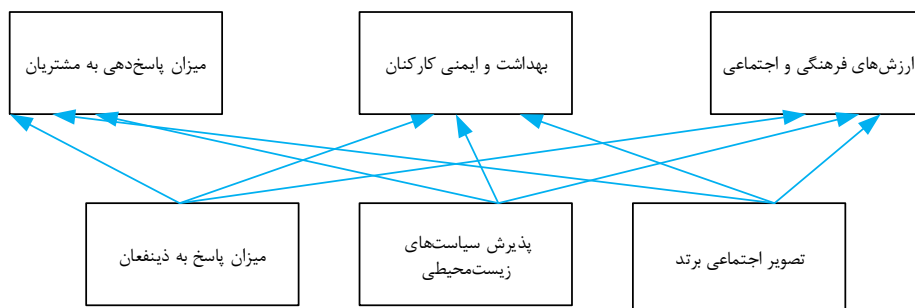 ارزش‌های فرهنگی و اجتماعی
بهداشت و ایمنی کارکنان
میزان پاسخ‌دهی به مشتریان
تصویر اجتماعی برتد
پذیرش سیاست‌های
زیست‌محیطی
میزان پاسخ به ذینفعان